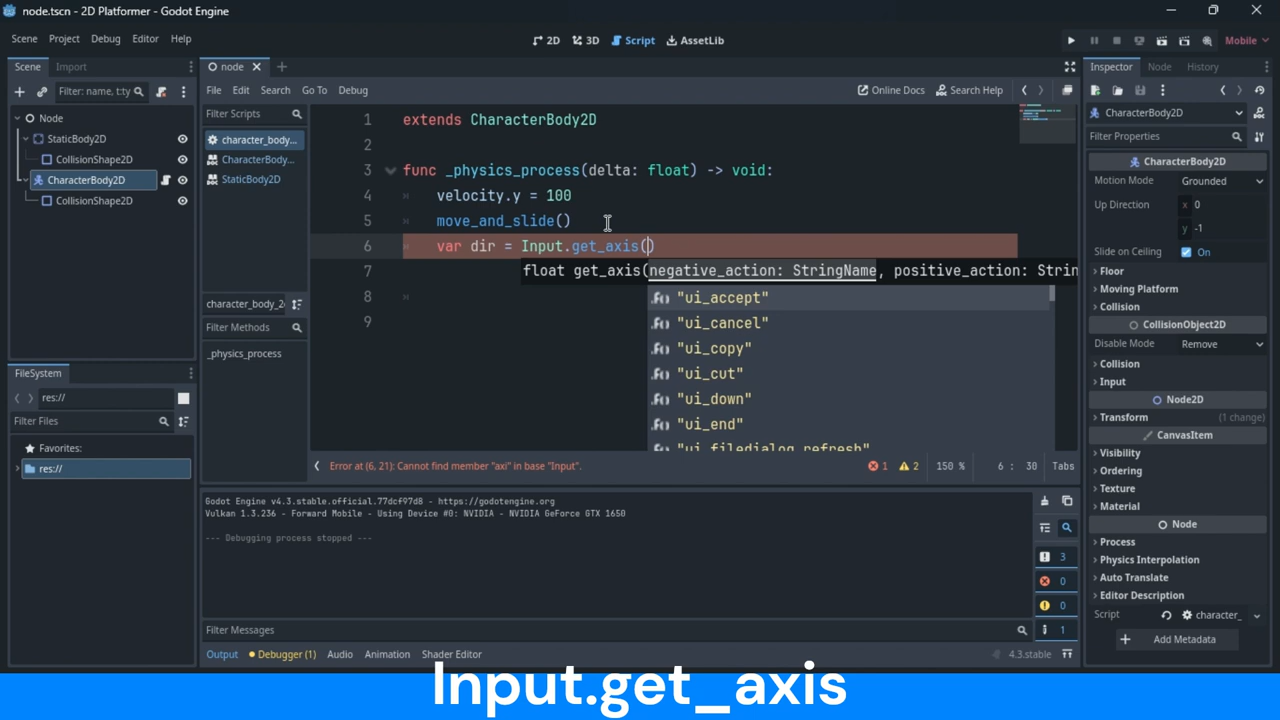 node.tscn - 2D Platformer - Godot Engine
Scene Project Debug Editor Help
2D 3D Script AssetLib
Mobile
Scene Import
Filter: name, t:ty
Node
StaticBody2D
CollisionShape2D
CharacterBody2D
CollisionShape2D
FileSystem
res://
Filter Files
Favorites:
res://
node
File Edit Search Go To Debug
Online Docs Search Help
Filter Scripts
character_body...
CharacterBody...
StaticBody2D
character_body_2
Filter Methods
_physics_process
1 extends CharacterBody2D
2
3 func _physics_process(delta: float) -> void:
4 velocity.y = 100
5 move_and_slide()
6 var dir = Input.get_axis()
7
float get_axis(negative_action: StringName, positive_action: Strin
8
9
"ui_accept"
"ui_cancel"
"ui_copy"
"ui_cut"
"ui_down"
"ui_end"
"ui_filedialog_refresh"
Error at (6, 21): Cannot find member "axi" in base "Input".
1 2 150 % 6 : 30 Tabs
Godot Engine v4.3.stable.official.77dcf97d8 - https://godotengine.org
Vulkan 1.3.236 - Forward Mobile - Using Device #0: NVIDIA - NVIDIA GeForce GTX 1650
--- Debugging process stopped ---
3
0
0
1
Filter Messages
Output Debugger (1) Audio Animation Shader Editor
4.3.stable
Inspector Node History
CharacterBody2D
Filter Properties
CharacterBody2D
Motion Mode Grounded
Up Direction x 0
y -1
Slide on Ceiling On
Floor
Moving Platform
Collision
CollisionObject2D
Disable Mode Remove
Collision
Input
Node2D
Transform (1 change)
CanvasItem
Visibility
Ordering
Texture
Material
Node
Process
Physics Interpolation
Auto Translate
Editor Description
Script character_
Add Metadata
Input.get_axis